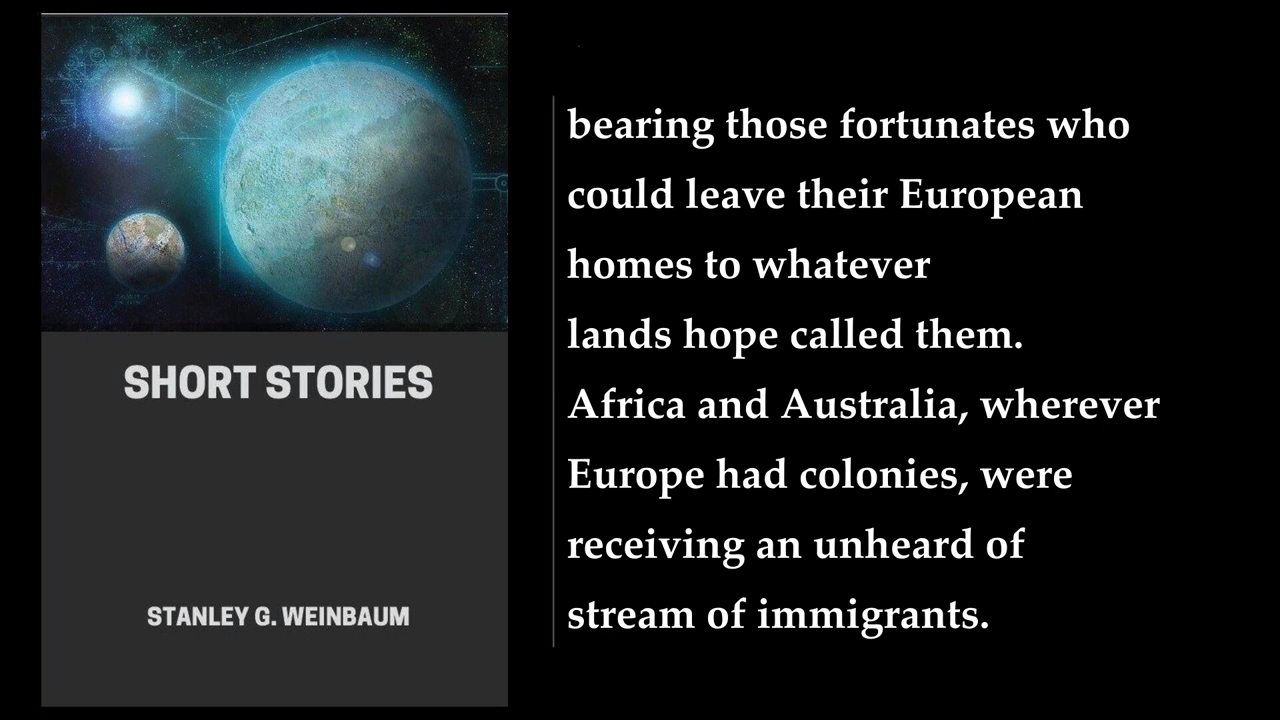 SHORT STORIES
STANLEY G. WEINBAUM
bearing those fortunates who
could leave their European
homes to whatever
lands hope called them.
Africa and Australia, wherever
Europe had colonies, were
receiving an unheard of
stream of immigrants.